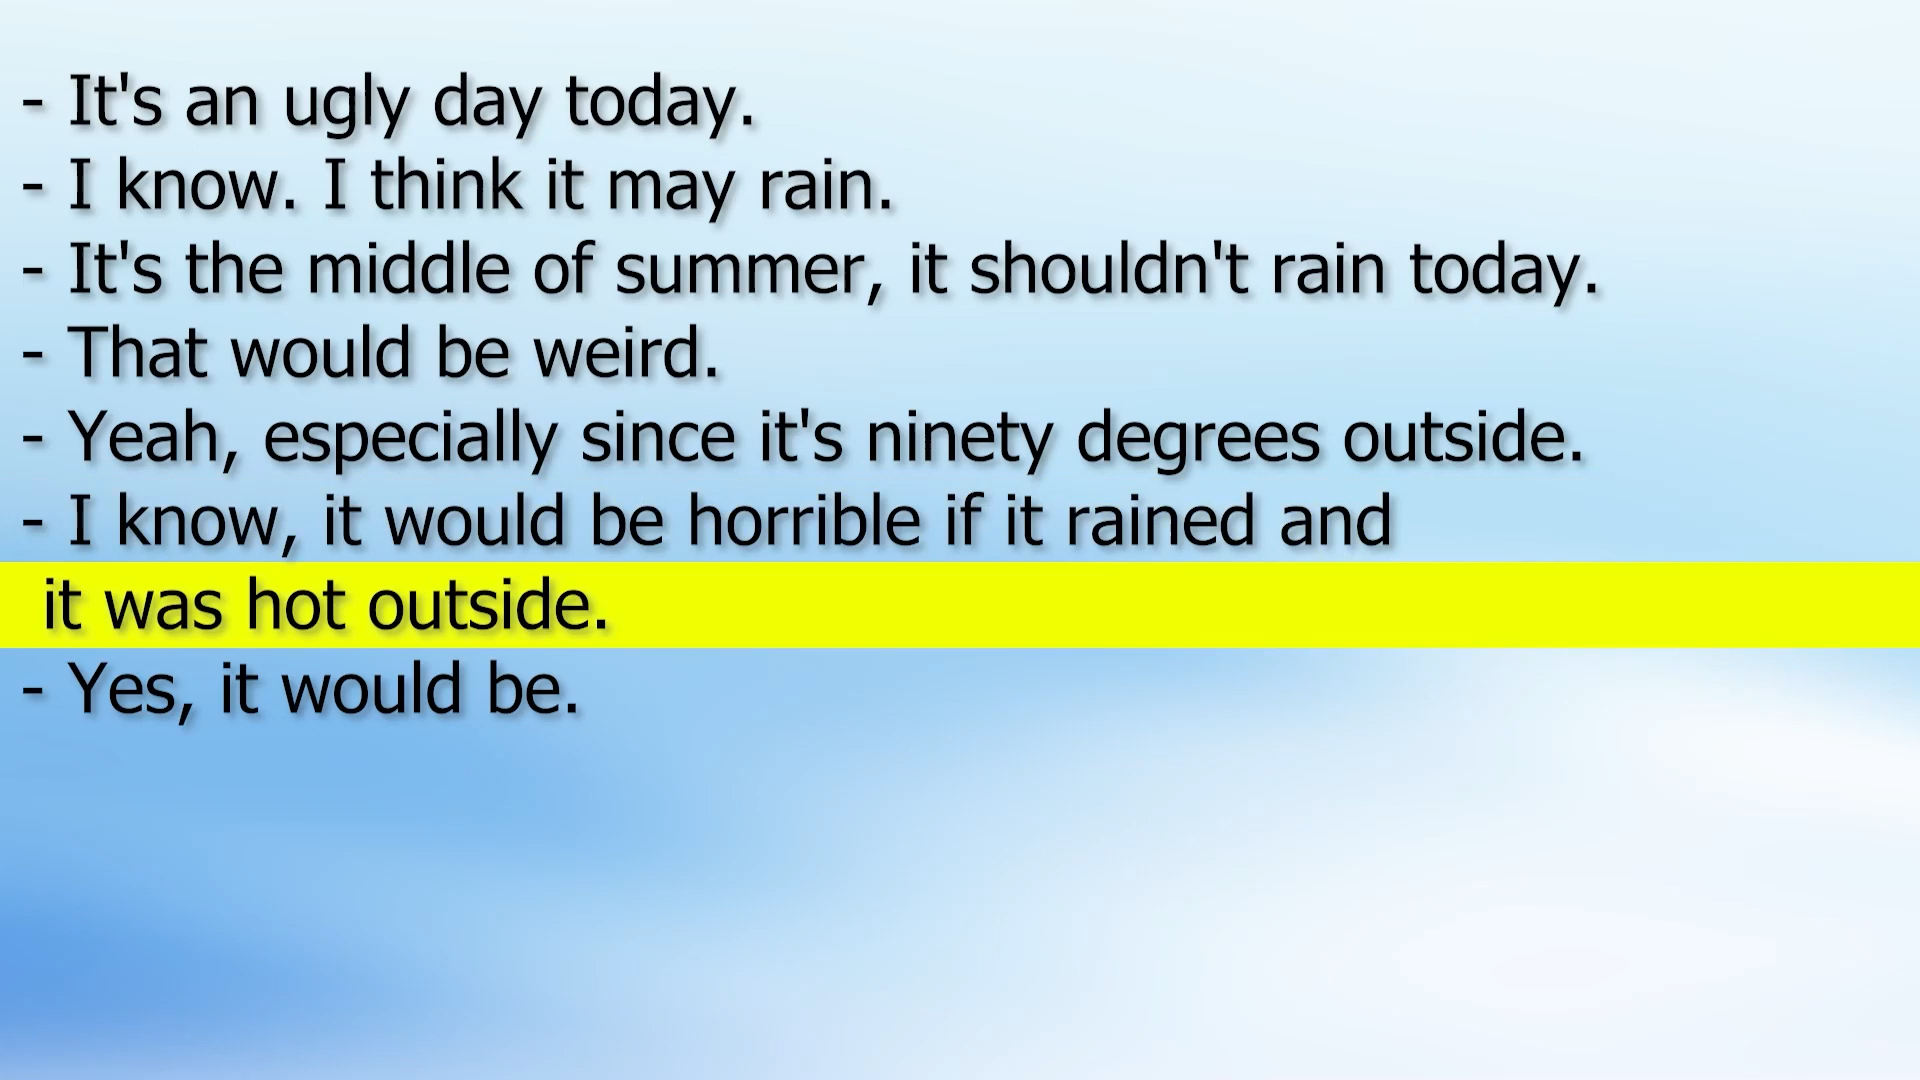 - It's an ugly day today.
- I know. I think it may rain.
- It's the middle of summer, it shouldn't rain today.
- That would be weird.
- Yeah, especially since it's ninety degrees outside.
- I know, it would be horrible if it rained and
it was hot outside.
- Yes, it would be.